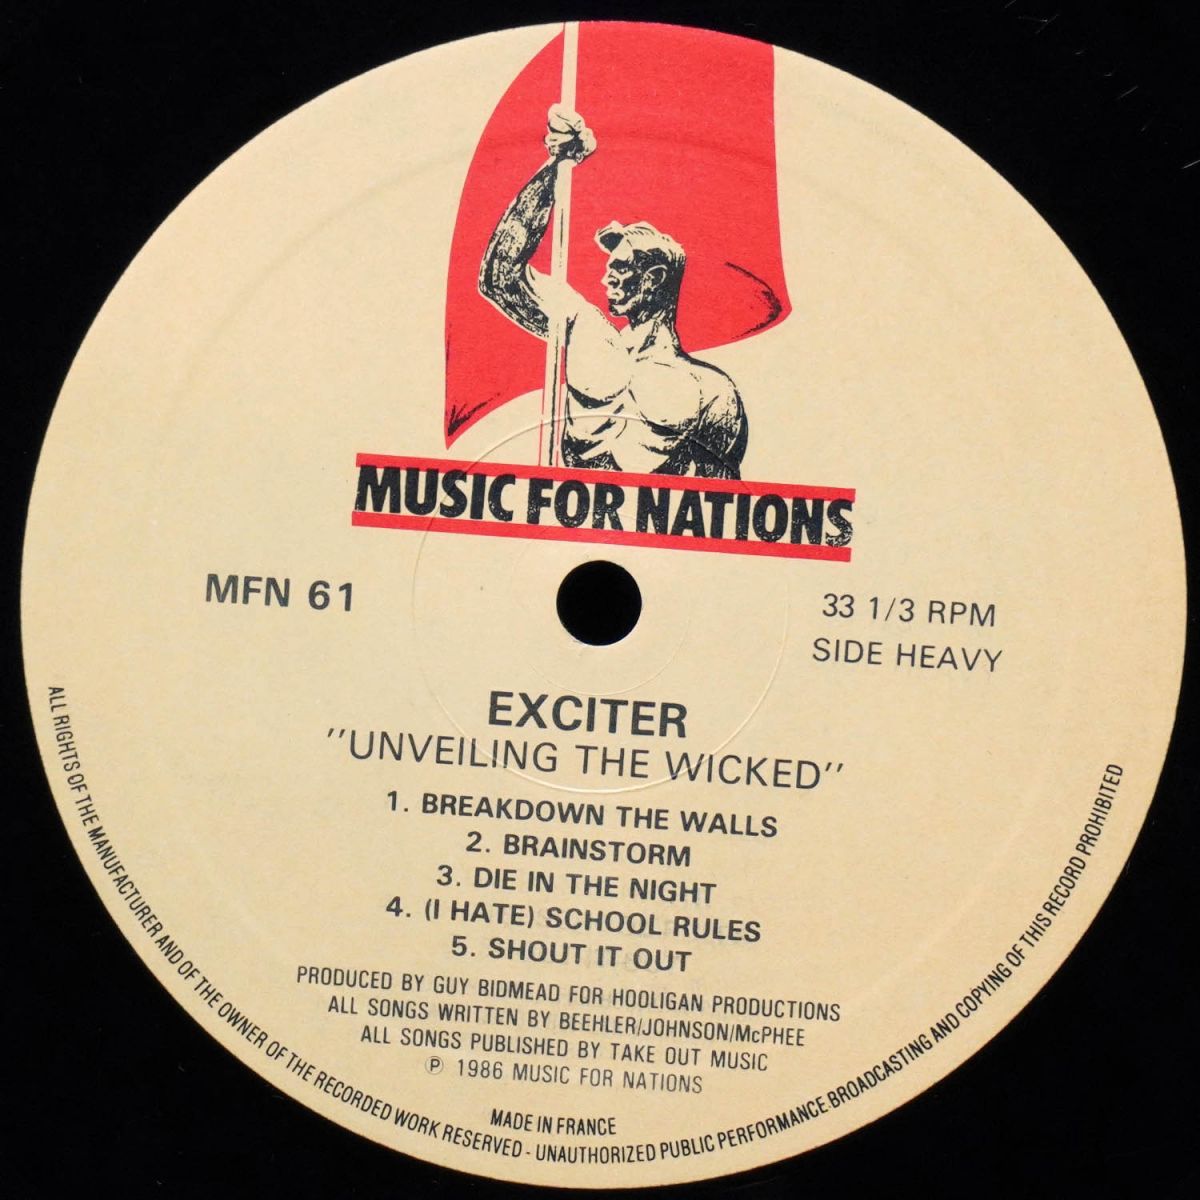 MUSIC FOR NATIONS
MFN 61
33 1/3 RPM
SIDE HEAVY
EXCITER
"UNVEILING THE WICKED"
1. BREAKDOWN THE WALLS
2. BRAINSTORM
3. DIE IN THE NIGHT
4. (I HATE) SCHOOL RULES
5. SHOUT IT OUT
PRODUCED BY GUY BIDMEAD FOR HOOLIGAN PRODUCTIONS
ALL SONGS WRITTEN BY BEEHLER/JOHNSON/McPHEE
ALL SONGS PUBLISHED BY TAKE OUT MUSIC
℗ 1986 MUSIC FOR NATIONS
MADE IN FRANCE
ALL RIGHTS OF THE MANUFACTURER AND OF THE OWNER OF THE RECORDED WORK RESERVED - UNAUTHORIZED PUBLIC PERFORMANCE BROADCASTING AND COPYING OF THIS RECORD PROHIBITED